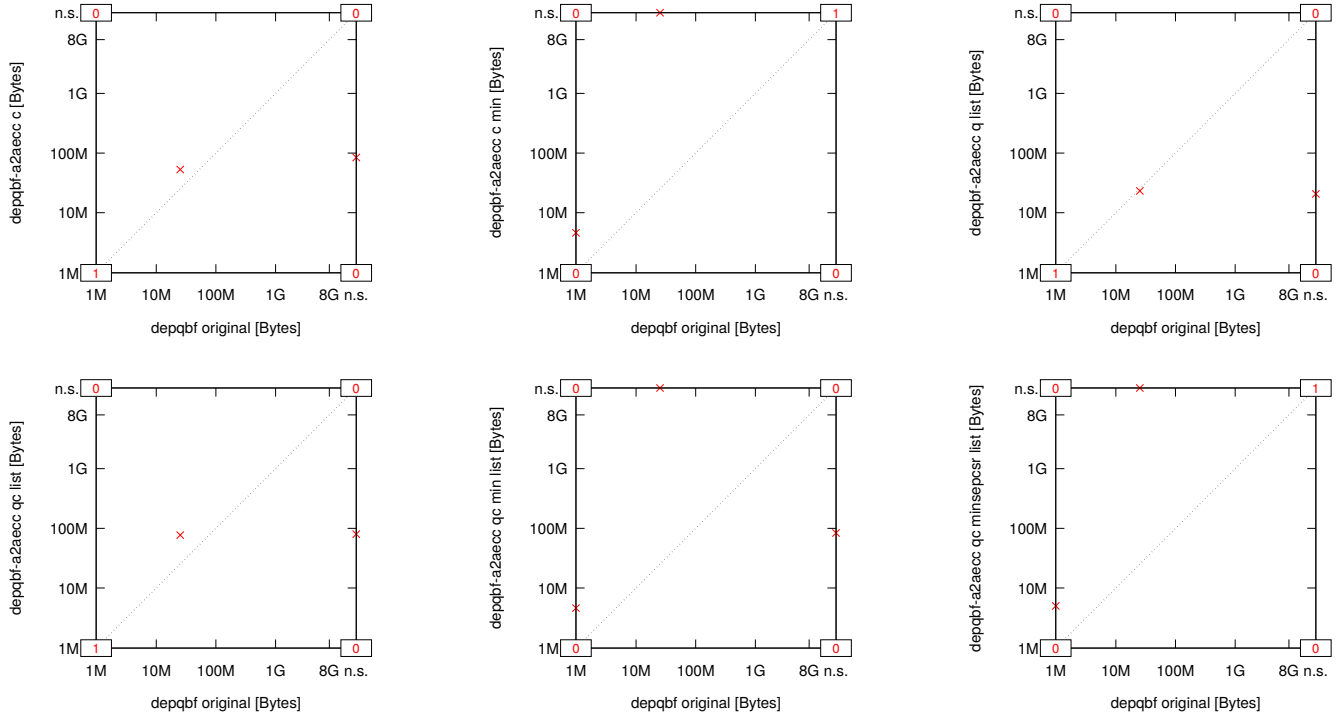 n.s. 0 0
8G
1G
100M
10M
1M 1 0
1M 10M 100M 1G 8G n.s.
depqbf original [Bytes]
depqbf-a2aecc c [Bytes]
n.s. 0 1
8G
1G
100M
10M
1M 0 0
1M 10M 100M 1G 8G n.s.
depqbf original [Bytes]
depqbf-a2aecc c min [Bytes]
n.s. 0 0
8G
1G
100M
10M
1M 1 0
1M 10M 100M 1G 8G n.s.
depqbf original [Bytes]
depqbf-a2aecc q list [Bytes]
n.s. 0 0
8G
1G
100M
10M
1M 1 0
1M 10M 100M 1G 8G n.s.
depqbf original [Bytes]
depqbf-a2aecc qc list [Bytes]
n.s. 0 0
8G
1G
100M
10M
1M 0 0
1M 10M 100M 1G 8G n.s.
depqbf original [Bytes]
depqbf-a2aecc qc min list [Bytes]
n.s. 0 1
8G
1G
100M
10M
1M 0 0
1M 10M 100M 1G 8G n.s.
depqbf original [Bytes]
depqbf-a2aecc qc minsepcsr list [Bytes]